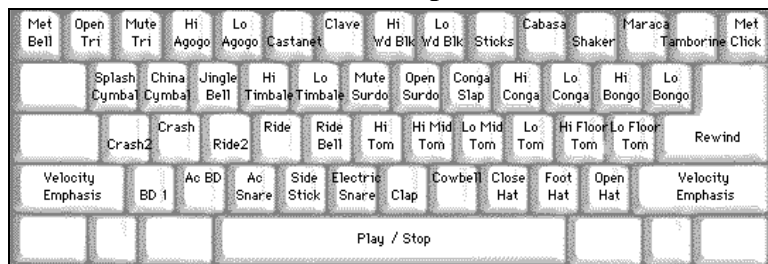 Met Bell Open Tri Mute Tri Hi Agogo Lo Agogo Castanet Clave Hi Wd Blk Lo Wd Blk Sticks Cabasa Shaker Maraca Tamborine Met Click
Splash Cymbal China Cymbal Jingle Bell Hi Timbale Lo Timbale Mute Surdo Open Surdo Conga Slap Hi Conga Lo Conga Hi Bongo Lo Bongo
Crash2 Crash Ride2 Ride Ride Bell Hi Tom Hi Mid Tom Lo Mid Tom Lo Tom Hi Floor Tom Lo Floor Tom Rewind
Velocity Emphasis BD 1 Ac BD Ac Snare Side Stick Electric Snare Clap Cowbell Close Hat Foot Hat Open Hat Velocity Emphasis
Play / Stop